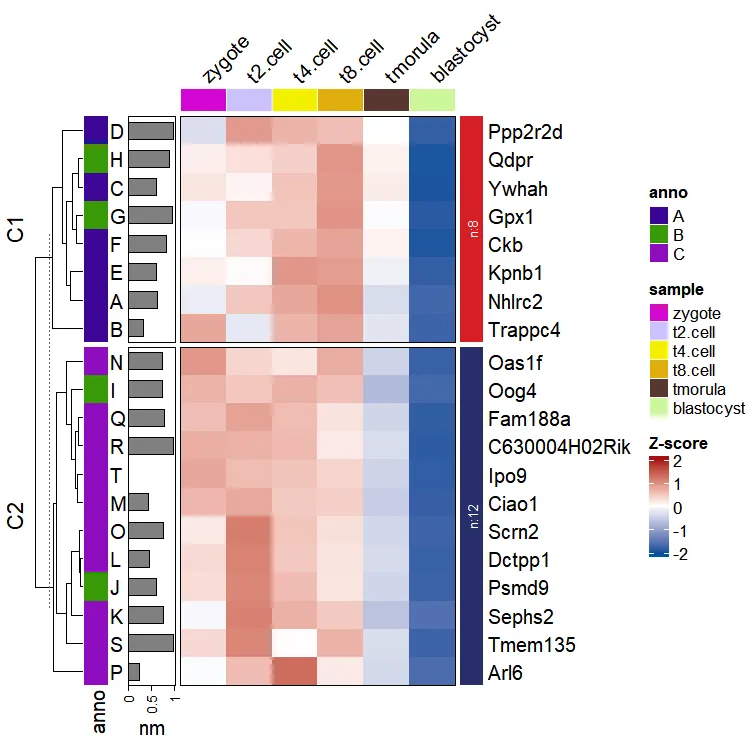 zygote
t2.cell
t4.cell
t8.cell
tmorula
blastocyst
C1
D Ppp2r2d
H Qdpr
C Ywhah
G Gpx1
F Ckb
E Kpnb1
A Nhlrc2
B Trappc4
n:8
C2
N Oas1f
I Oog4
Q Fam188a
R C630004H02Rik
T Ipo9
M Ciao1
O Scrn2
L Dctpp1
J Psmd9
K Sephs2
S Tmem135
P Arl6
n:12
anno
0 0.5 1
nm
anno
A
B
C
sample
zygote
t2.cell
t4.cell
t8.cell
tmorula
blastocyst
Z-score
2
1
0
-1
-2